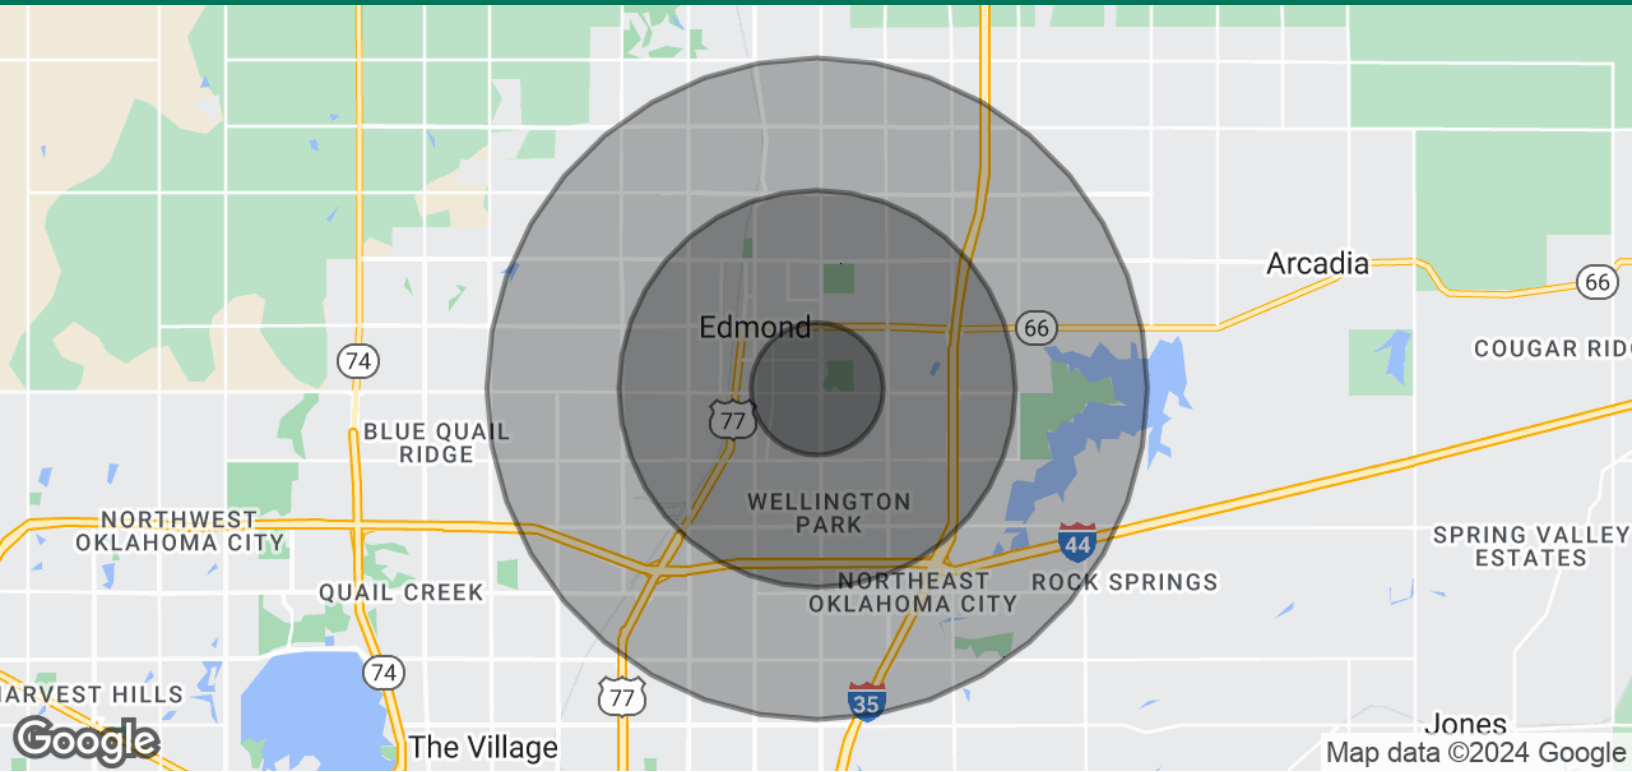 Arcadia
66
Edmond
66
COUGAR RID
74
77
BLUE QUAIL
RIDGE
WELLINGTON
PARK
NORTHWEST
OKLAHOMA CITY
44
SPRING VALLEY
ESTATES
NORTHEAST
OKLAHOMA CITY
ROCK SPRINGS
QUAIL CREEK
74
HARVEST HILLS
77
35
Jones
Google
The Village
Map data ©2024 Google